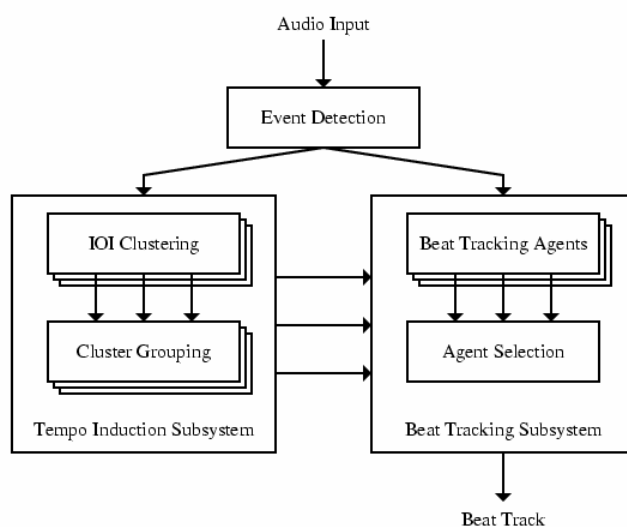 Audio Input
Event Detection
IOI Clustering
Cluster Grouping
Tempo Induction Subsystem
Beat Tracking Agents
Agent Selection
Beat Tracking Subsystem
Beat Track